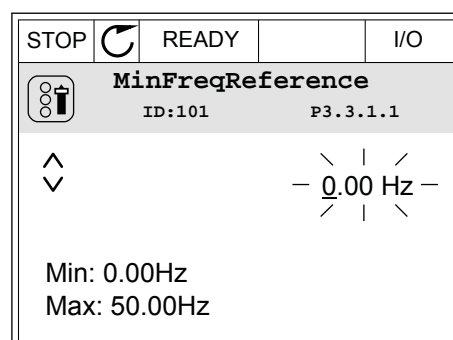 STOP READY I/O
MinFreqReference
ID:101 P3.3.1.1
0.00 Hz
Min: 0.00Hz
Max: 50.00Hz